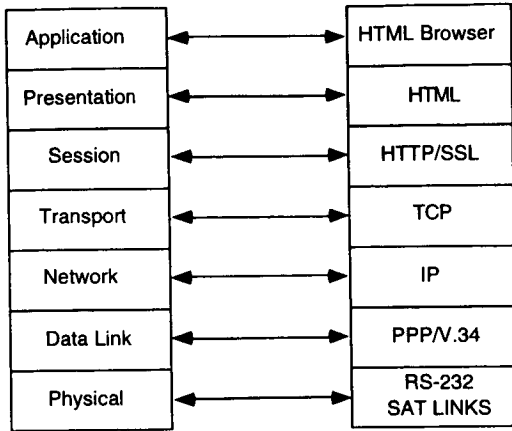 Application
HTML Browser
Presentation
HTML
Session
HTTP/SSL
Transport
TCP
Network
IP
Data Link
PPP/V.34
Physical
RS-232
SAT LINKS